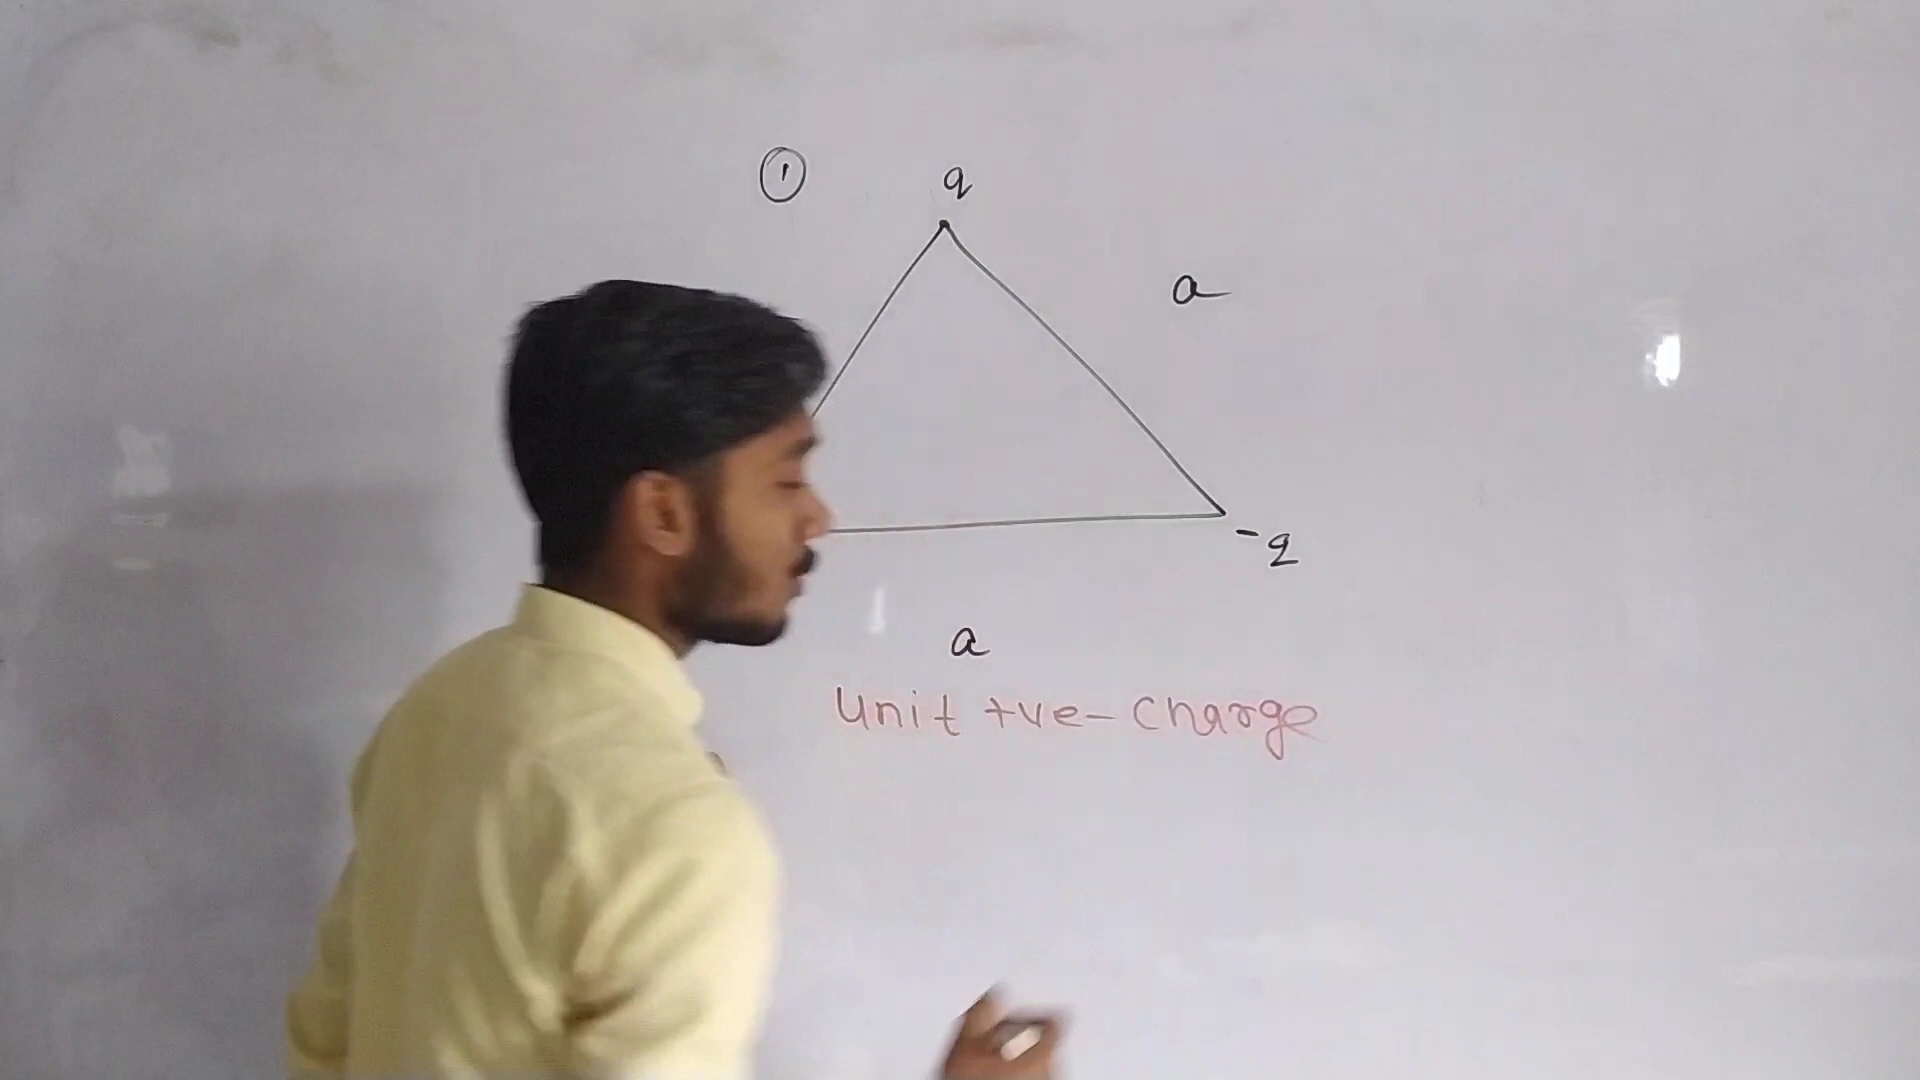 ① q
a
-q
a
Unit +ve- Charge